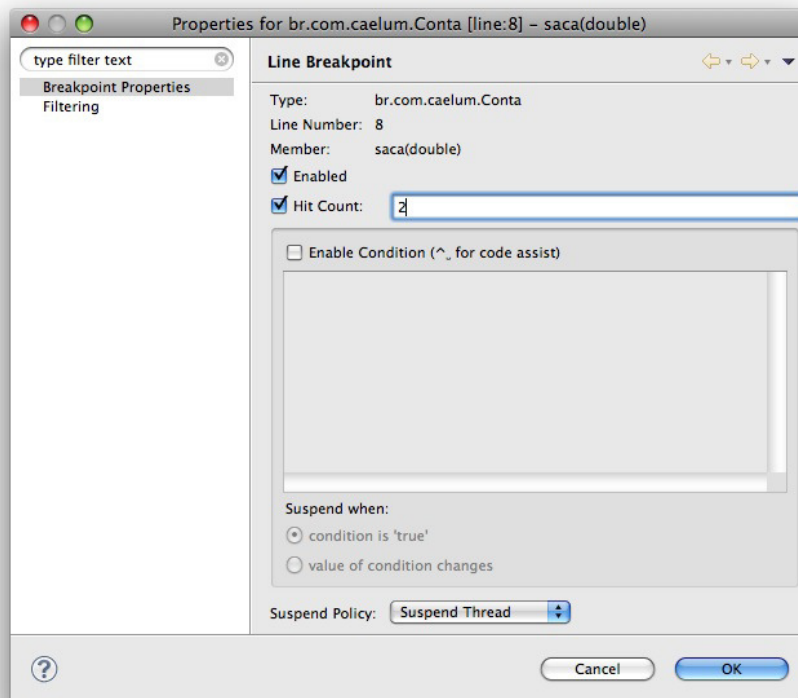 Properties for br.com.caelum.Conta [line:8] – saca(double)
type filter text
Breakpoint Properties
Filtering
Line Breakpoint
Type: br.com.caelum.Conta
Line Number: 8
Member: saca(double)
Enabled
Hit Count: 2
Enable Condition (^␣ for code assist)
Suspend when:
condition is 'true'
value of condition changes
Suspend Policy: Suspend Thread
?
Cancel
OK